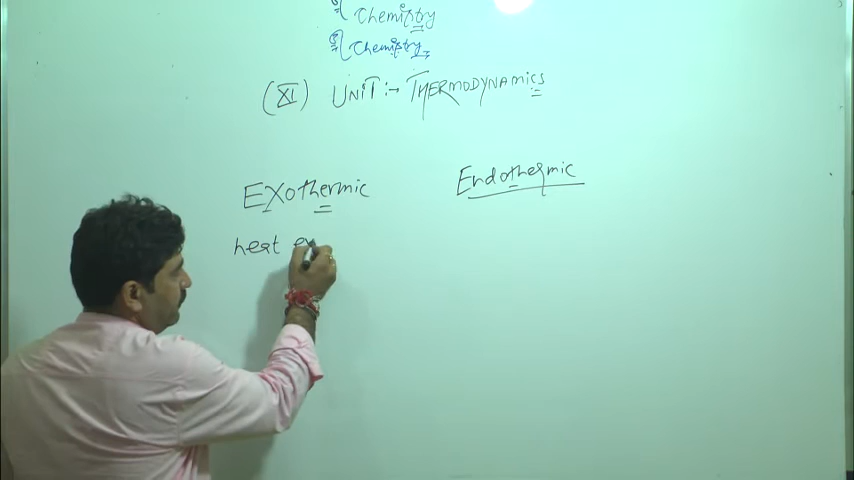 Chemistry
Chemistry
(XI) UNIT :→ THERMODYNAMICS
EXothermic
Endothermic
heat